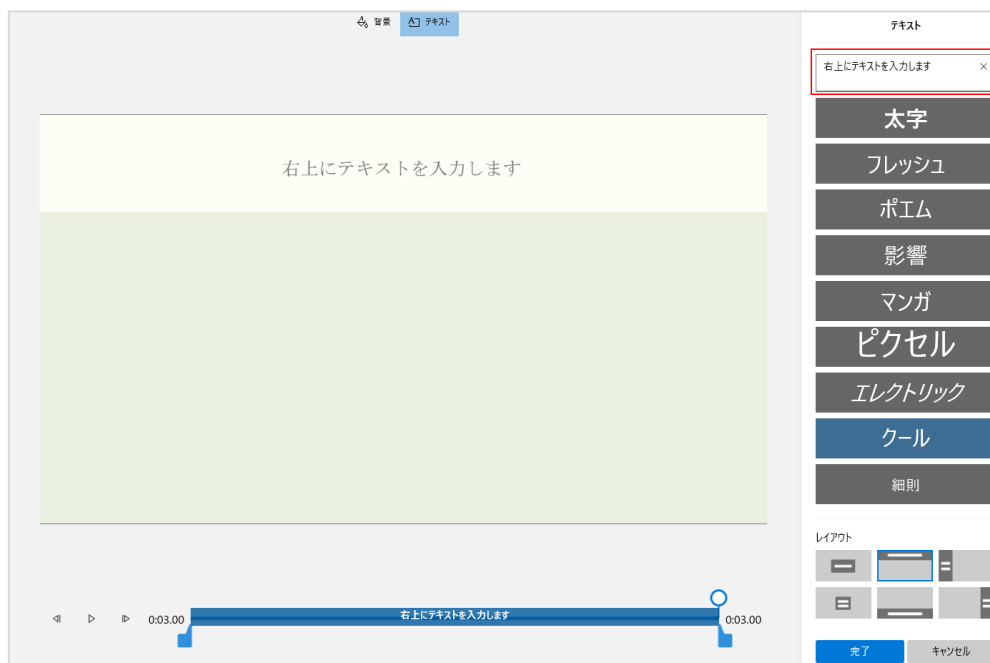 背景
テキスト
テキスト
右上にテキストを入力します
右上にテキストを入力します
太字
フレッシュ
ポエム
影響
マンガ
ピクセル
エレクトリック
クール
細則
レイアウト
0:03.00
右上にテキストを入力します
0:03.00
完了
キャンセル